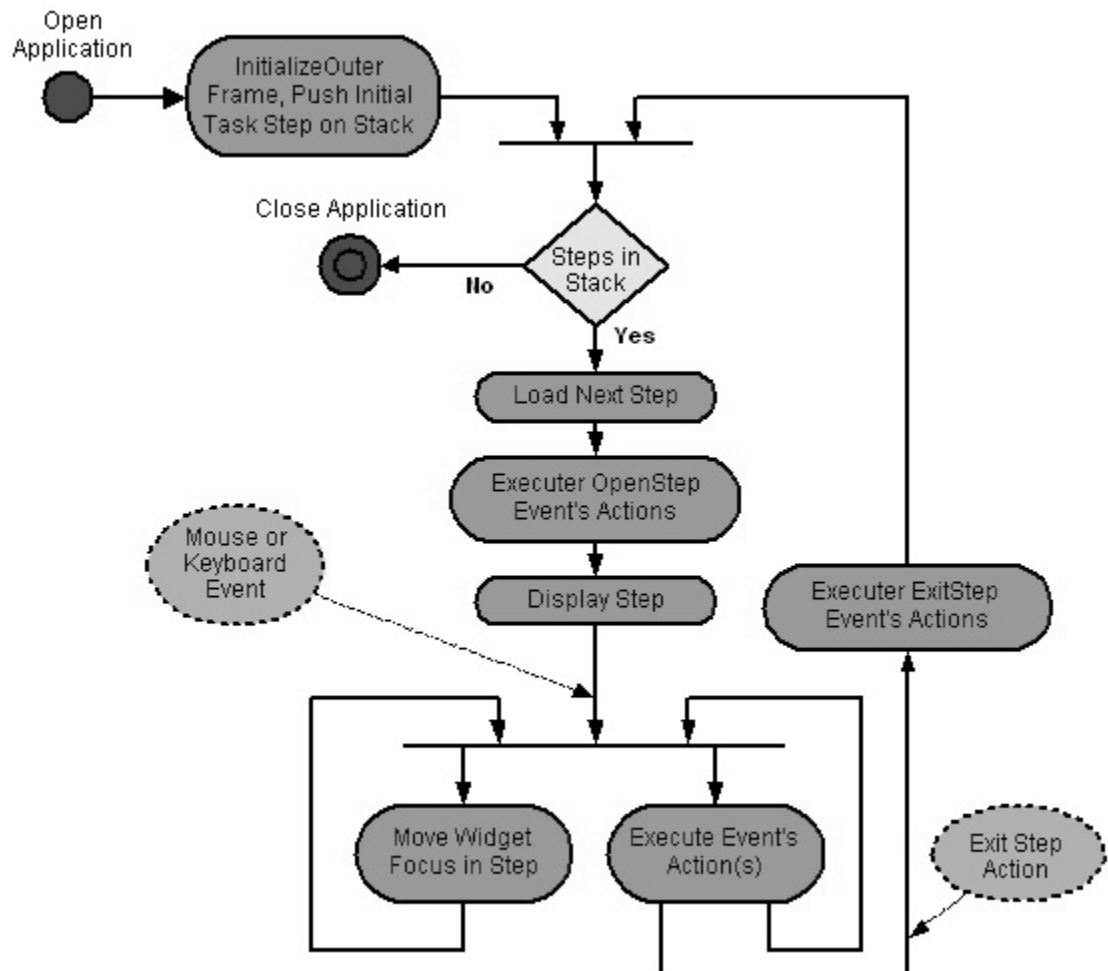 Open
Application
InitializeOuter
Frame, Push Initial
Task Step on Stack
Close Application
Steps in
Stack
No
Yes
Load Next Step
Executer OpenStep
Event's Actions
Mouse or
Keyboard
Event
Display Step
Executer ExitStep
Event's Actions
Move Widget
Focus in Step
Execute Event's
Action(s)
Exit Step
Action